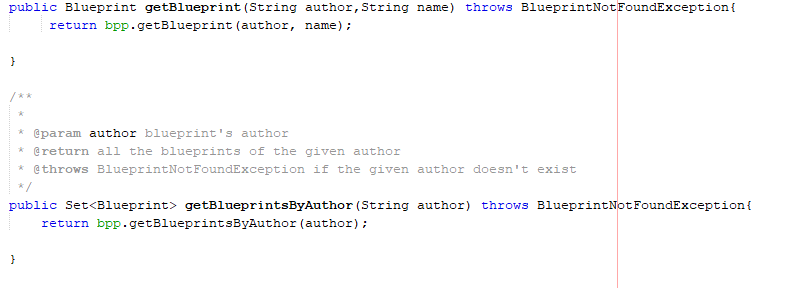 public Blueprint getBlueprint(String author,String name) throws BlueprintNotFoundException{
return bpp.getBlueprint(author, name);
}
/**
*
* @param author blueprint's author
* @return all the blueprints of the given author
* @throws BlueprintNotFoundException if the given author doesn't exist
*/
public Set<Blueprint> getBlueprintsByAuthor(String author) throws BlueprintNotFoundException{
return bpp.getBlueprintsByAuthor(author);
}